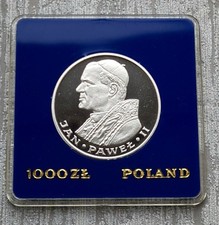 JAN PAWEŁ II
1000 ZŁ POLAND